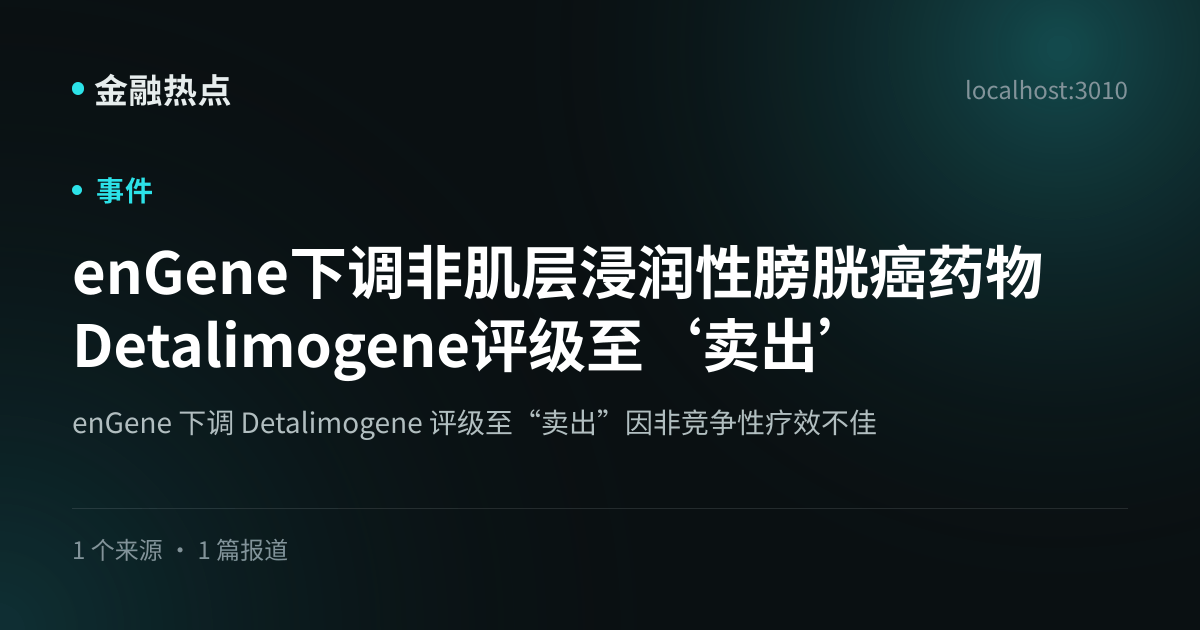 金融热点
localhost:3010
事件
enGene下调非肌层浸润性膀胱癌药物
Detalimogene评级至‘卖出’
enGene 下调 Detalimogene 评级至“卖出”因非竞争性疗效不佳
1 个来源 · 1 篇报道